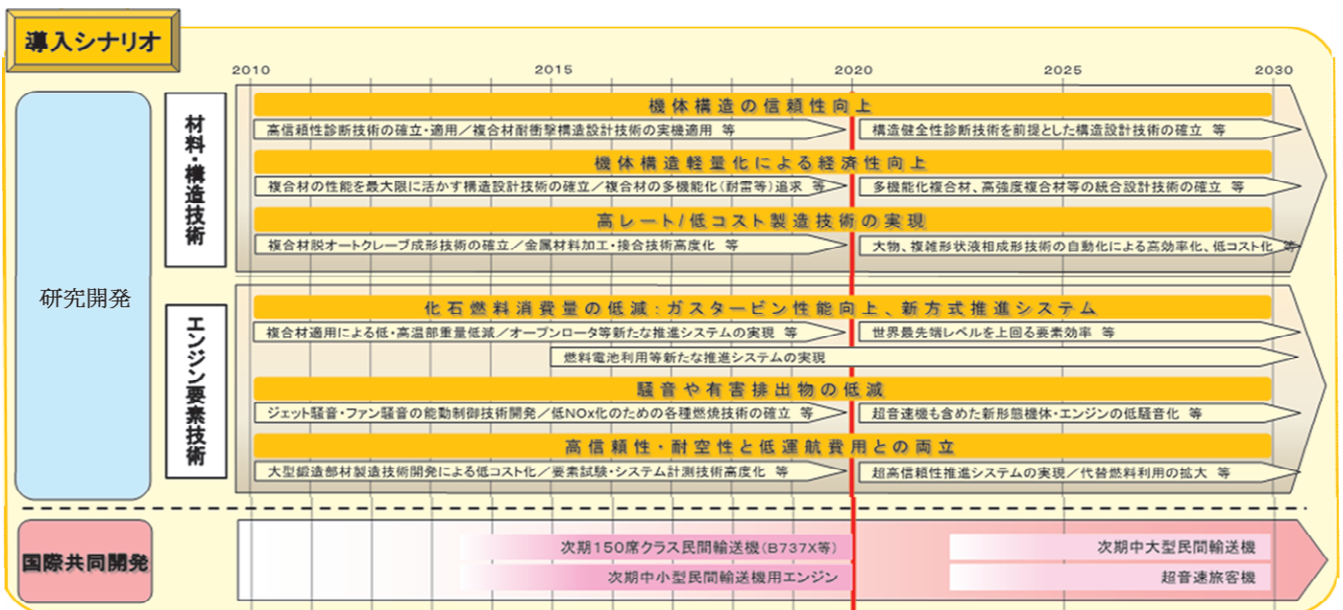 導入シナリオ
2010 2015 2020 2025 2030
研究開発
材料・構造技術
機体構造の信頼性向上
高信頼性診断技術の確立・適用／複合材耐衝撃構造設計技術の実機適用 等
構造健全性診断技術を前提とした構造設計技術の確立 等
機体構造軽量化による経済性向上
複合材の性能を最大限に活かす構造設計技術の確立／複合材の多機能化（耐雷等）追求 等
多機能化複合材、高強度複合材等の統合設計技術の確立 等
高レート/低コスト製造技術の実現
複合材脱オートクレーブ成形技術の確立／金属材料加工・接合技術高度化 等
大物、複雑形状液相成形技術の自動化による高効率化、低コスト化 等
エンジン要素技術
化石燃料消費量の低減：ガスタービン性能向上、新方式推進システム
複合材適用による低・高温部重量低減／オープンロータ等新たな推進システムの実現 等
世界最先端レベルを上回る要素効率 等
燃料電池利用等新たな推進システムの実現
騒音や有害排出物の低減
ジェット騒音・ファン騒音の能動制御技術開発／低NOx化のための各種燃焼技術の確立 等
超音速機も含めた新形態機体・エンジンの低騒音化 等
高信頼性・耐空性と低運航費用との両立
大型鍛造部材製造技術開発による低コスト化／要素試験・システム計測技術高度化 等
超高信頼性推進システムの実現／代替燃料利用の拡大 等
国際共同開発
次期150席クラス民間輸送機（B737X等）
次期中大型民間輸送機
次期中小型民間輸送機用エンジン
超音速旅客機